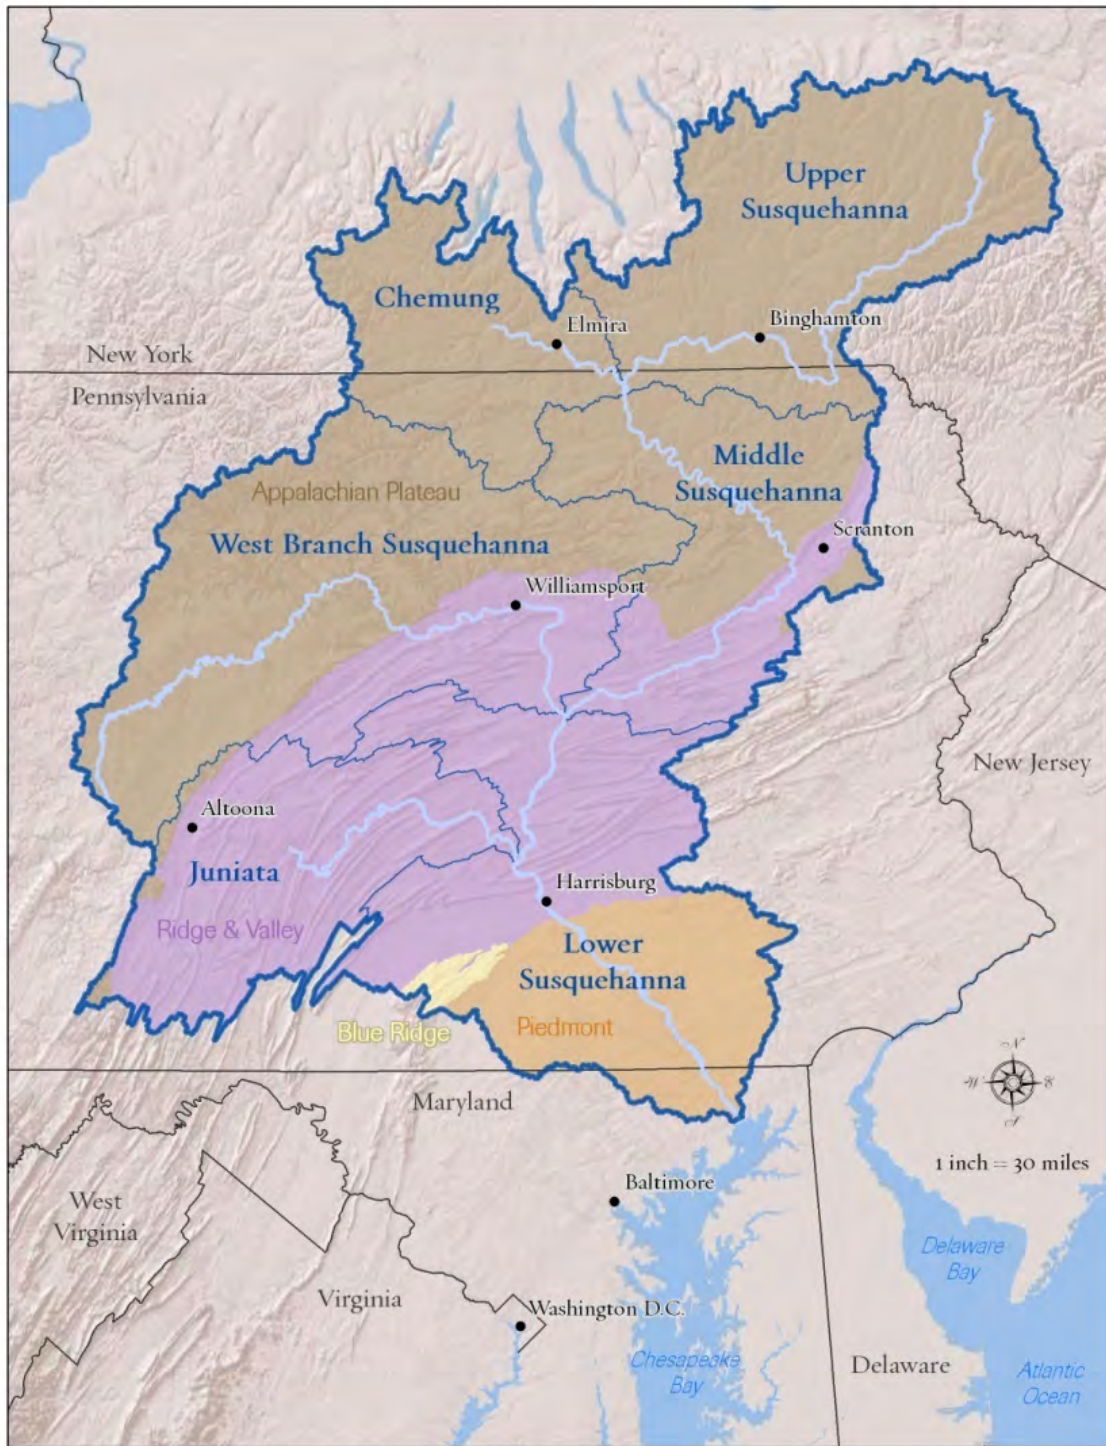 Upper
Susquehanna
Chemung
Elmira
Binghamton
New York
Pennsylvania
Middle
Susquehanna
Appalachian Plateau
West Branch Susquehanna
Scranton
Williamsport
New Jersey
Altoona
Juniata
Harrisburg
Ridge & Valley
Lower
Susquehanna
Blue Ridge
Piedmont
N
W
E
S
Maryland
1 inch = 30 miles
Baltimore
West
Virginia
Delaware
Bay
Virginia
Washington D.C.
Chesapeake
Bay
Delaware
Atlantic
Ocean